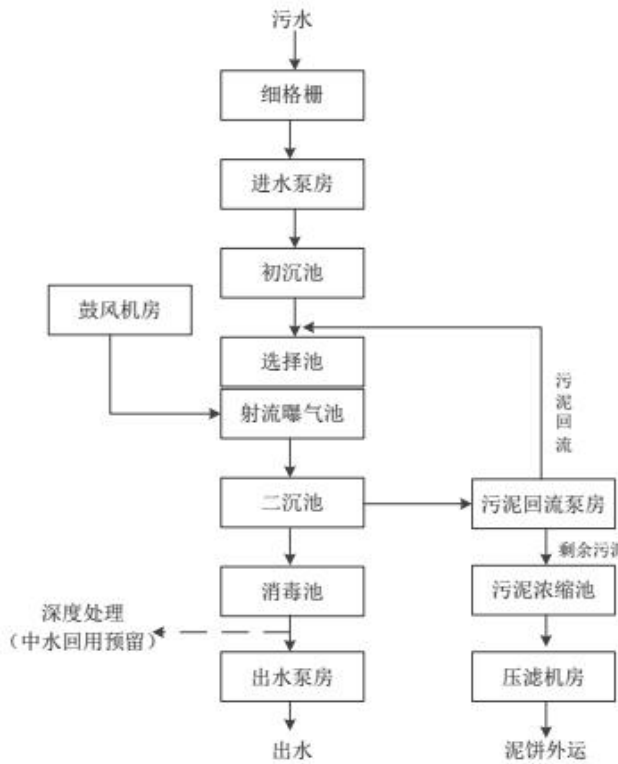 污水
细格栅
进水泵房
初沉池
鼓风机房
选择池
射流曝气池
污泥回流
二沉池
污泥回流泵房
剩余污泥
消毒池
污泥浓缩池
深度处理
（中水回用预留）
出水泵房
压滤机房
出水
泥饼外运